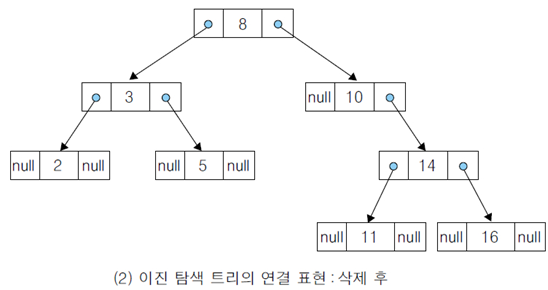 8
3
null 10
null 2 null
null 5 null
14
null 11 null
null 16 null
(2) 이진 탐색 트리의 연결 표현 : 삭제 후